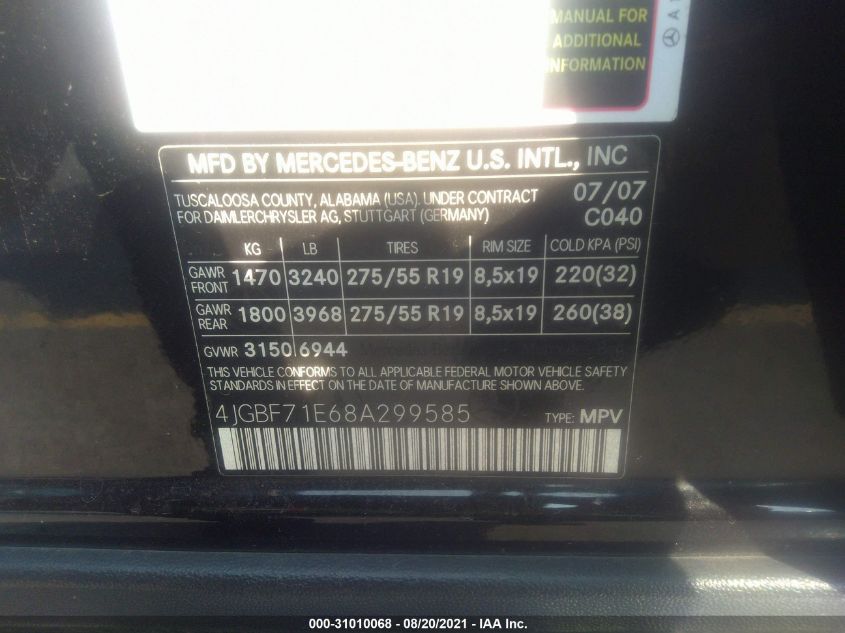 MANUAL FOR
ADDITIONAL
INFORMATION
MFD BY MERCEDES-BENZ U.S. INTL., INC
TUSCALOOSA COUNTY, ALABAMA (USA). UNDER CONTRACT 07/07
FOR DAIMLERCHRYSLER AG, STUTTGART (GERMANY) C040
KG LB TIRES RIM SIZE COLD KPA (PSI)
GAWR FRONT 1470 3240 275/55 R19 8,5x19 220(32)
GAWR REAR 1800 3968 275/55 R19 8,5x19 260(38)
GVWR 3150 6944
THIS VEHICLE CONFORMS TO ALL APPLICABLE FEDERAL MOTOR VEHICLE SAFETY
EFFECT ON THE DATE OF MANUFACTURE SHOWN ABOVE.
4JGBF71E68A299585 TYPE: MPV
000-31010068 - 08/20/2021 - IAA Inc.